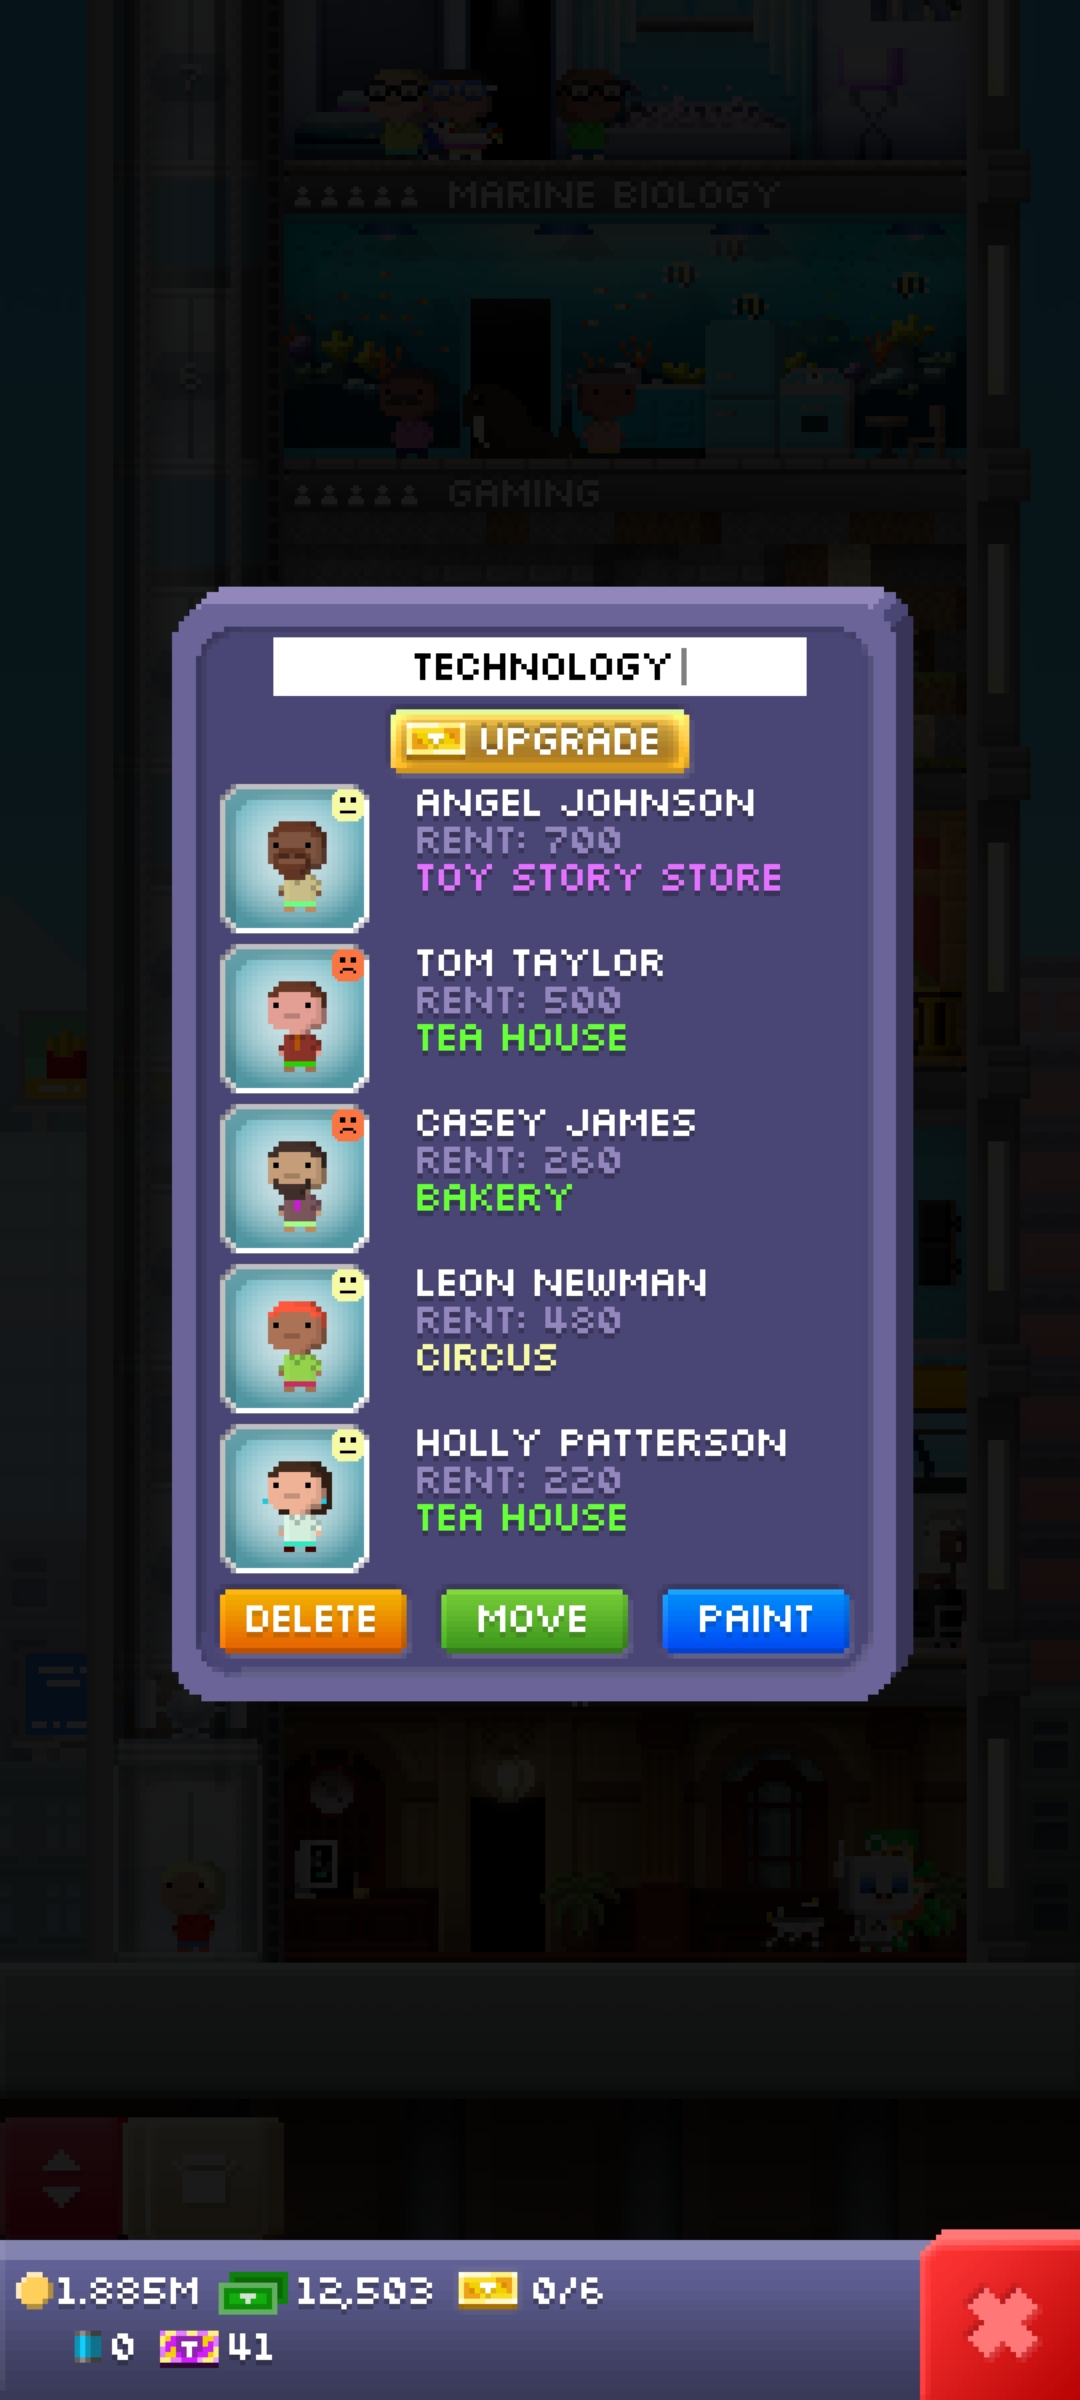 7
MARINE BIOLOGY
6
GAMING
TECHNOLOGY
UPGRADE
ANGEL JOHNSON
RENT: 700
TOY STORY STORE
TOM TAYLOR
RENT: 500
TEA HOUSE
CASEY JAMES
RENT: 260
BAKERY
LEON NEWMAN
RENT: 480
CIRCUS
HOLLY PATTERSON
RENT: 220
TEA HOUSE
DELETE MOVE PAINT
1.885M 12,503 0/6
0 41